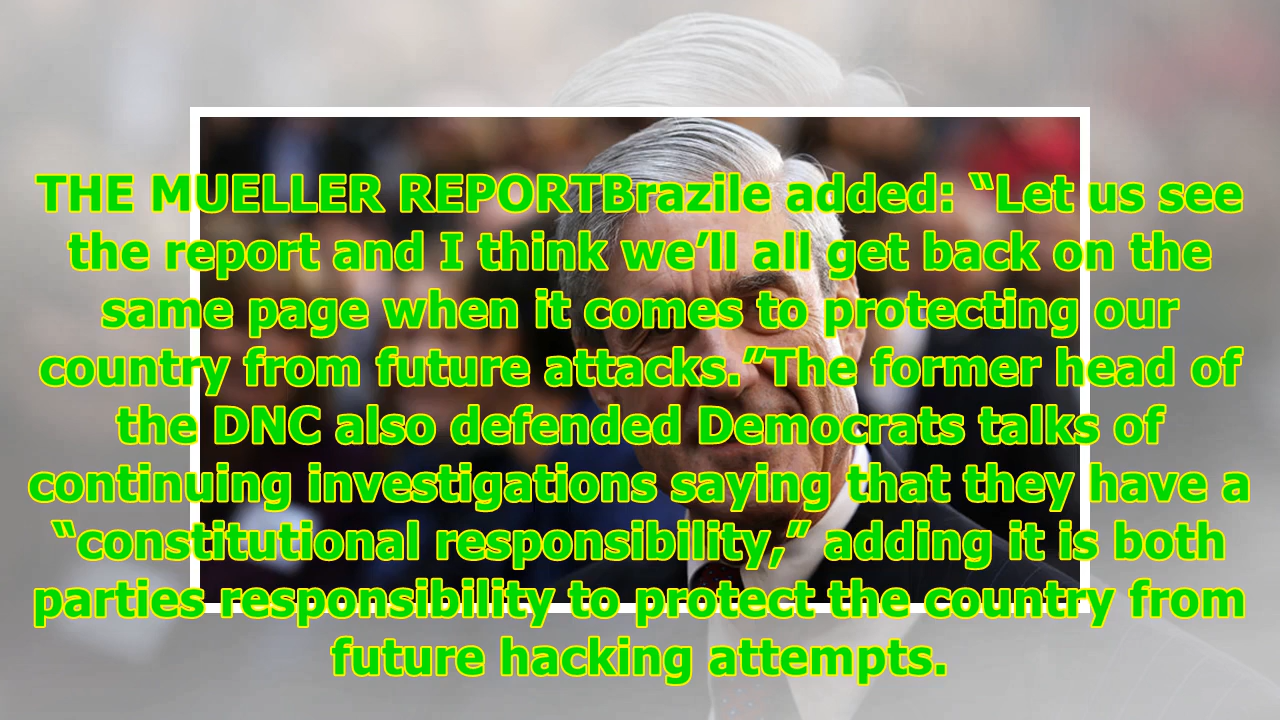 THE MUELLER REPORTBrazile added: “Let us see
the report and I think we’ll all get back on the
same page when it comes to protecting our
country from future attacks.”The former head of
the DNC also defended Democrats talks of
continuing investigations saying that they have a
“constitutional responsibility,” adding it is both
parties responsibility to protect the country from
future hacking attempts.